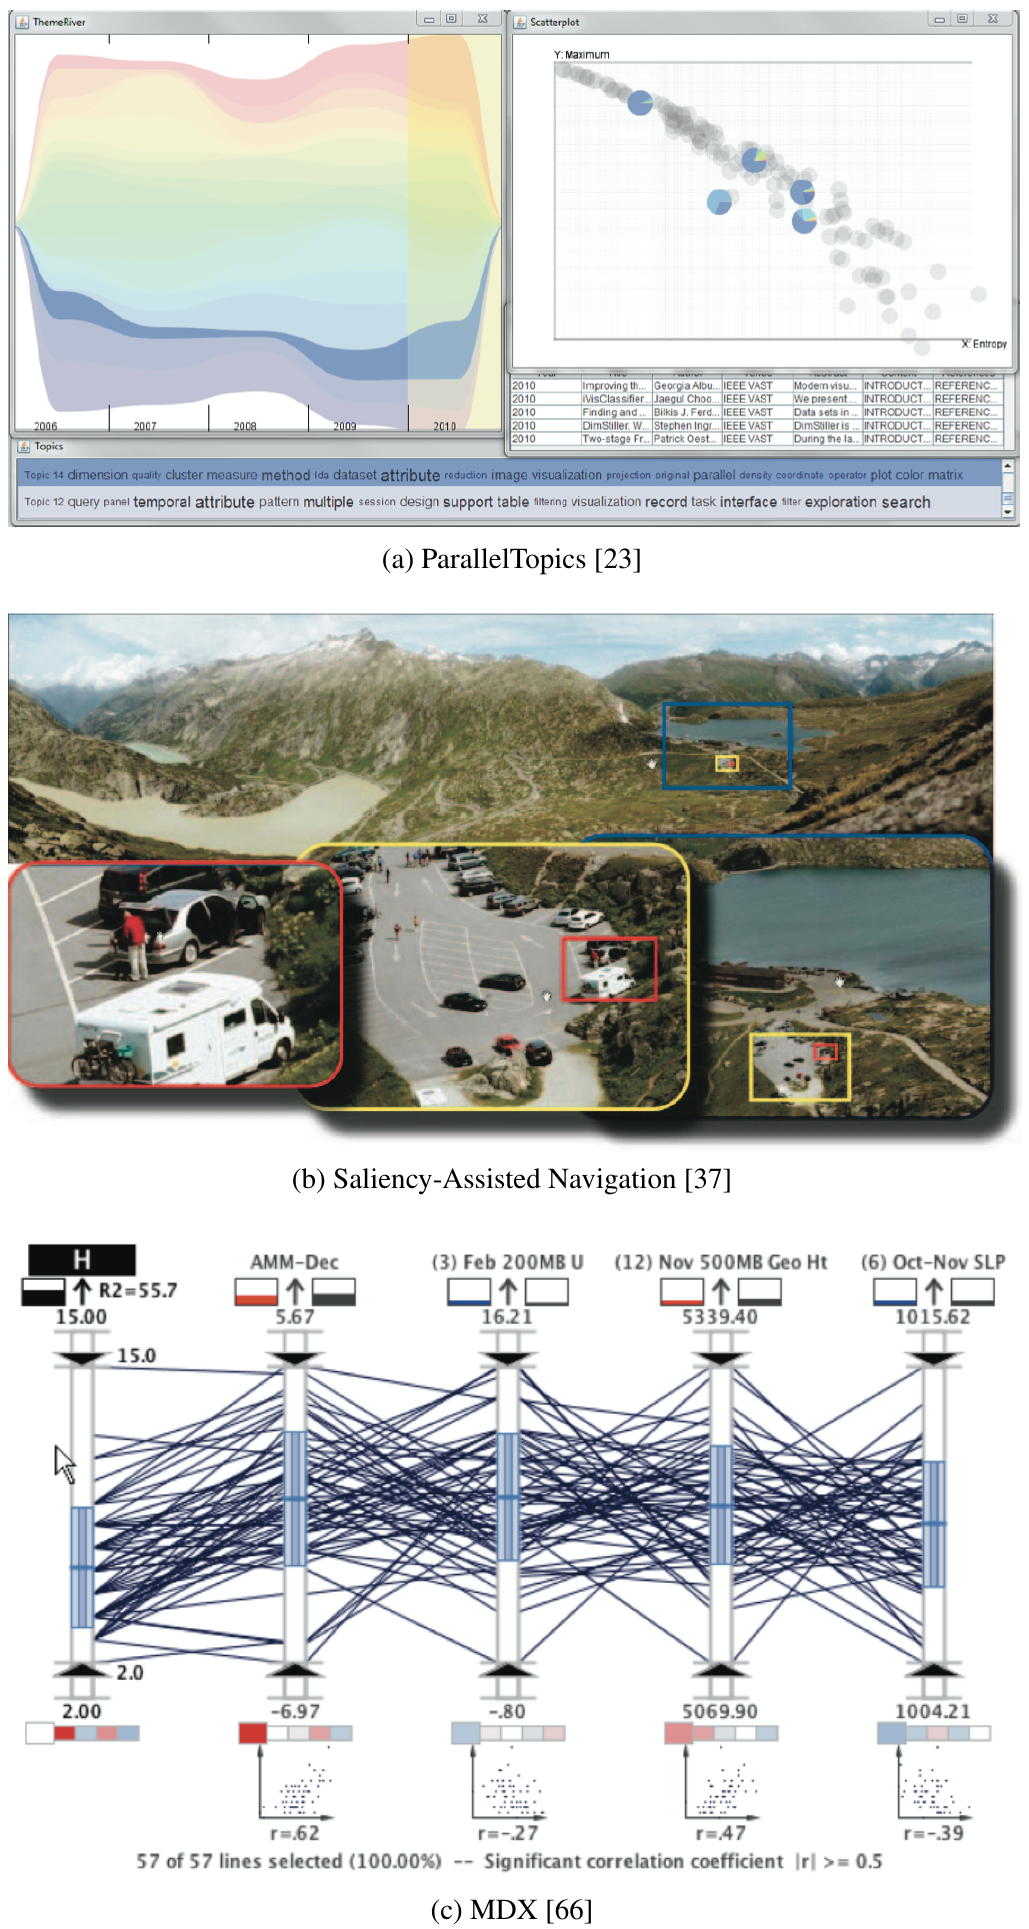 ThemeRiver
Scatterplot
Y: Maximum
X: Entropy
2006 2007 2008 2009 2010
2010 Improving th... Georgia Albu... IEEE VAST Modern visu... INTRODUCT... REFERENC...
2010 iVisClassifier... Jaegul Choo... IEEE VAST We present ... INTRODUCT... REFERENC...
2010 Finding and ... Bilkis J. Ferd... IEEE VAST Data sets in ... INTRODUCT... REFERENC...
2010 DimStiller: W... Stephen Ingr... IEEE VAST DimStiller is ... INTRODUCT... REFERENC...
2010 Two-stage Fr... Patrick Oest... IEEE VAST During the la... INTRODUCT... REFERENC...
Topics
Topic 14 dimension quality cluster measure method lda dataset attribute reduction image visualization projection original parallel density coordinate operator plot color matrix
Topic 12 query panel temporal attribute pattern multiple session design support table filtering visualization record task interface filter exploration search
(a) ParallelTopics [23]
(b) Saliency-Assisted Navigation [37]
H AMM-Dec (3) Feb 200MB U (12) Nov 500MB Geo Ht (6) Oct-Nov SLP
R2=55.7
15.00 5.67 16.21 5339.40 1015.62
15.0
2.0
2.00 -6.97 -.80 5069.90 1004.21
r=.62 r=-.27 r=.47 r=-.39
57 of 57 lines selected (100.00%) -- Significant correlation coefficient |r| >= 0.5
(c) MDX [66]